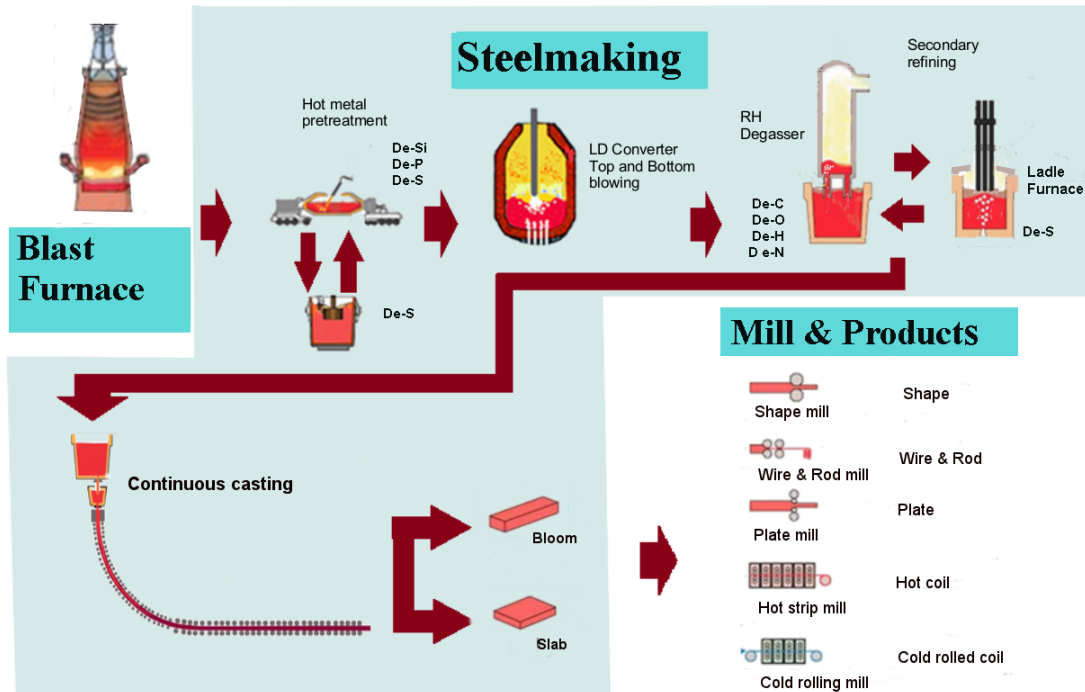 Steelmaking
Blast
Furnace
Hot metal
pretreatment
De-Si
De-P
De-S
De-S
LD Converter
Top and Bottom
blowing
Secondary
refining
RH
Degasser
De-C
De-O
De-H
D e-N
Ladle
Furnace
De-S
Continuous casting
Bloom
Slab
Mill & Products
Shape mill
Shape
Wire & Rod mill
Wire & Rod
Plate mill
Plate
Hot strip mill
Hot coil
Cold rolling mill
Cold rolled coil